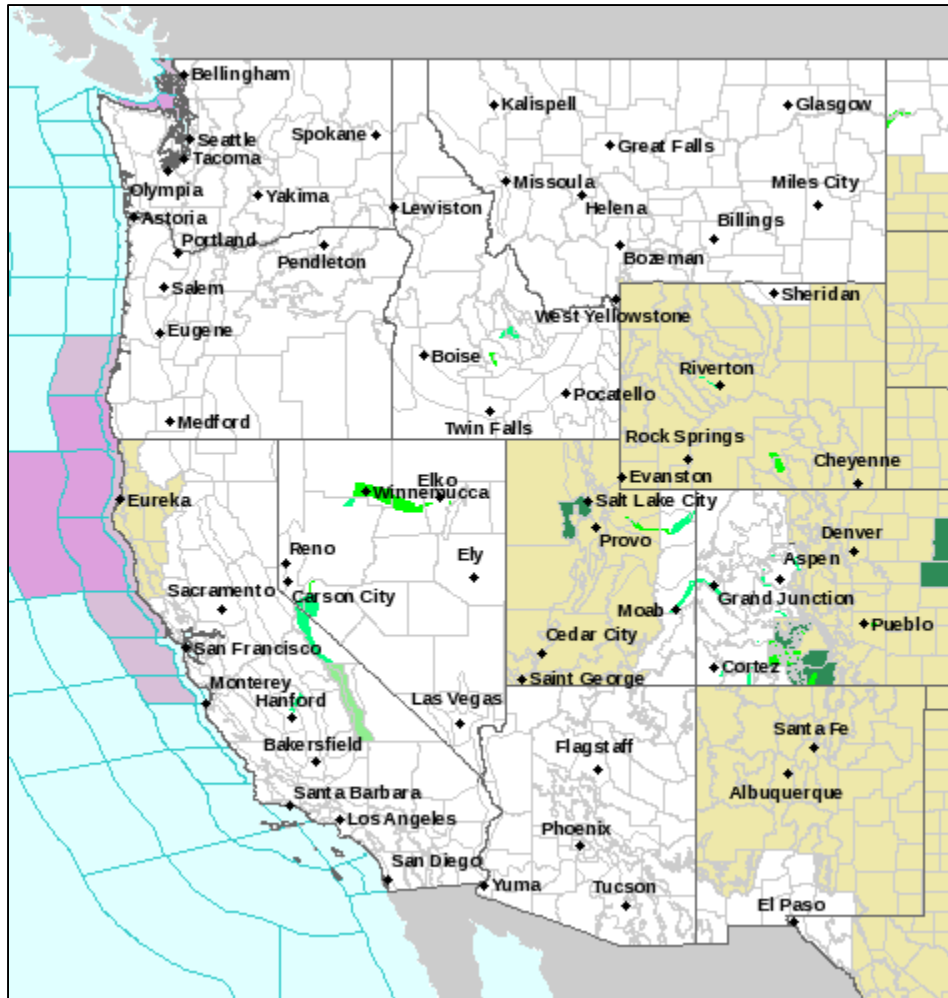 Bellingham
Kalispell
Glasgow
Seattle
Spokane
Great Falls
Tacoma
Missoula
Miles City
Olympia
Yakima
Lewiston
Helena
Astoria
Billings
Portland
Bozeman
Pendleton
Salem
Sheridan
West Yellowstone
Eugene
Boise
Riverton
Pocatello
Medford
Twin Falls
Rock Springs
Evanston
Cheyenne
Elko
Winnemucca
Eureka
Salt Lake City
Provo
Denver
Reno
Ely
Aspen
Sacramento
Carson City
Grand Junction
Moab
Pueblo
Cedar City
San Francisco
Cortez
Saint George
Monterey
Hanford
Las Vegas
Santa Fe
Bakersfield
Flagstaff
Albuquerque
Santa Barbara
Los Angeles
Phoenix
San Diego
Yuma
Tucson
El Paso